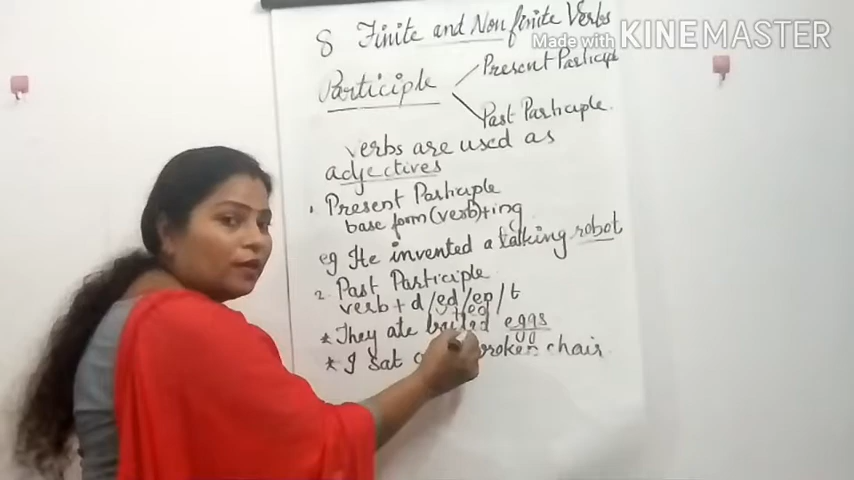 8 Finite and Non finite Verbs
Made with KINEMASTER
Participle
Present Particip
Past Participle.
verbs are used as
adjectives
1. Present Participle
base form (verb)+ing
eg He invented a talking robot
2. Past Participle
verb + d/ed/en/t
* They ate boiled eggs
* I sat broken chair